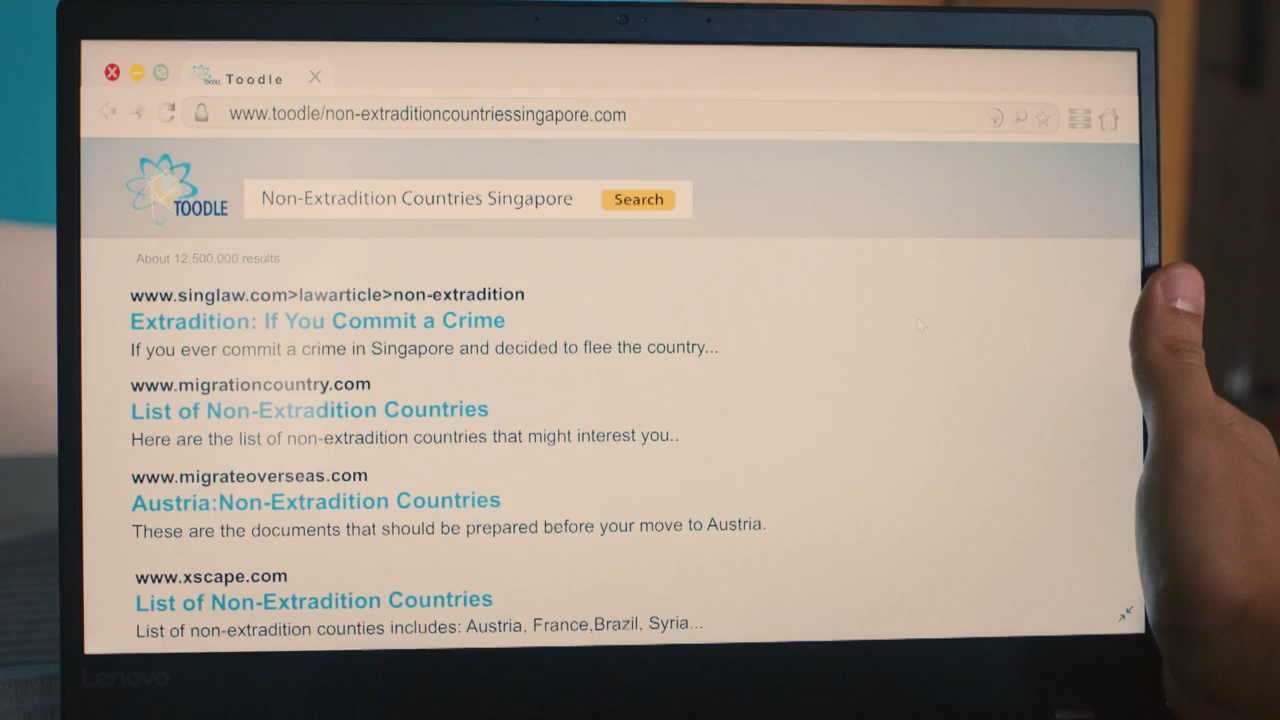 Toodle
www.toodle/non-extraditioncountriessingapore.com
TOODLE
Non-Extradition Countries Singapore
Search
About 12,500,000 results
www.singlaw.com>lawarticle>non-extradition
Extradition: If You Commit a Crime
If you ever commit a crime in Singapore and decided to flee the country...
www.migrationcountry.com
List of Non-Extradition Countries
Here are the list of non-extradition countries that might interest you..
www.migrateoverseas.com
Austria:Non-Extradition Countries
These are the documents that should be prepared before your move to Austria.
www.xscape.com
List of Non-Extradition Countries
List of non-extradition counties includes: Austria, France,Brazil, Syria...
Lenovo